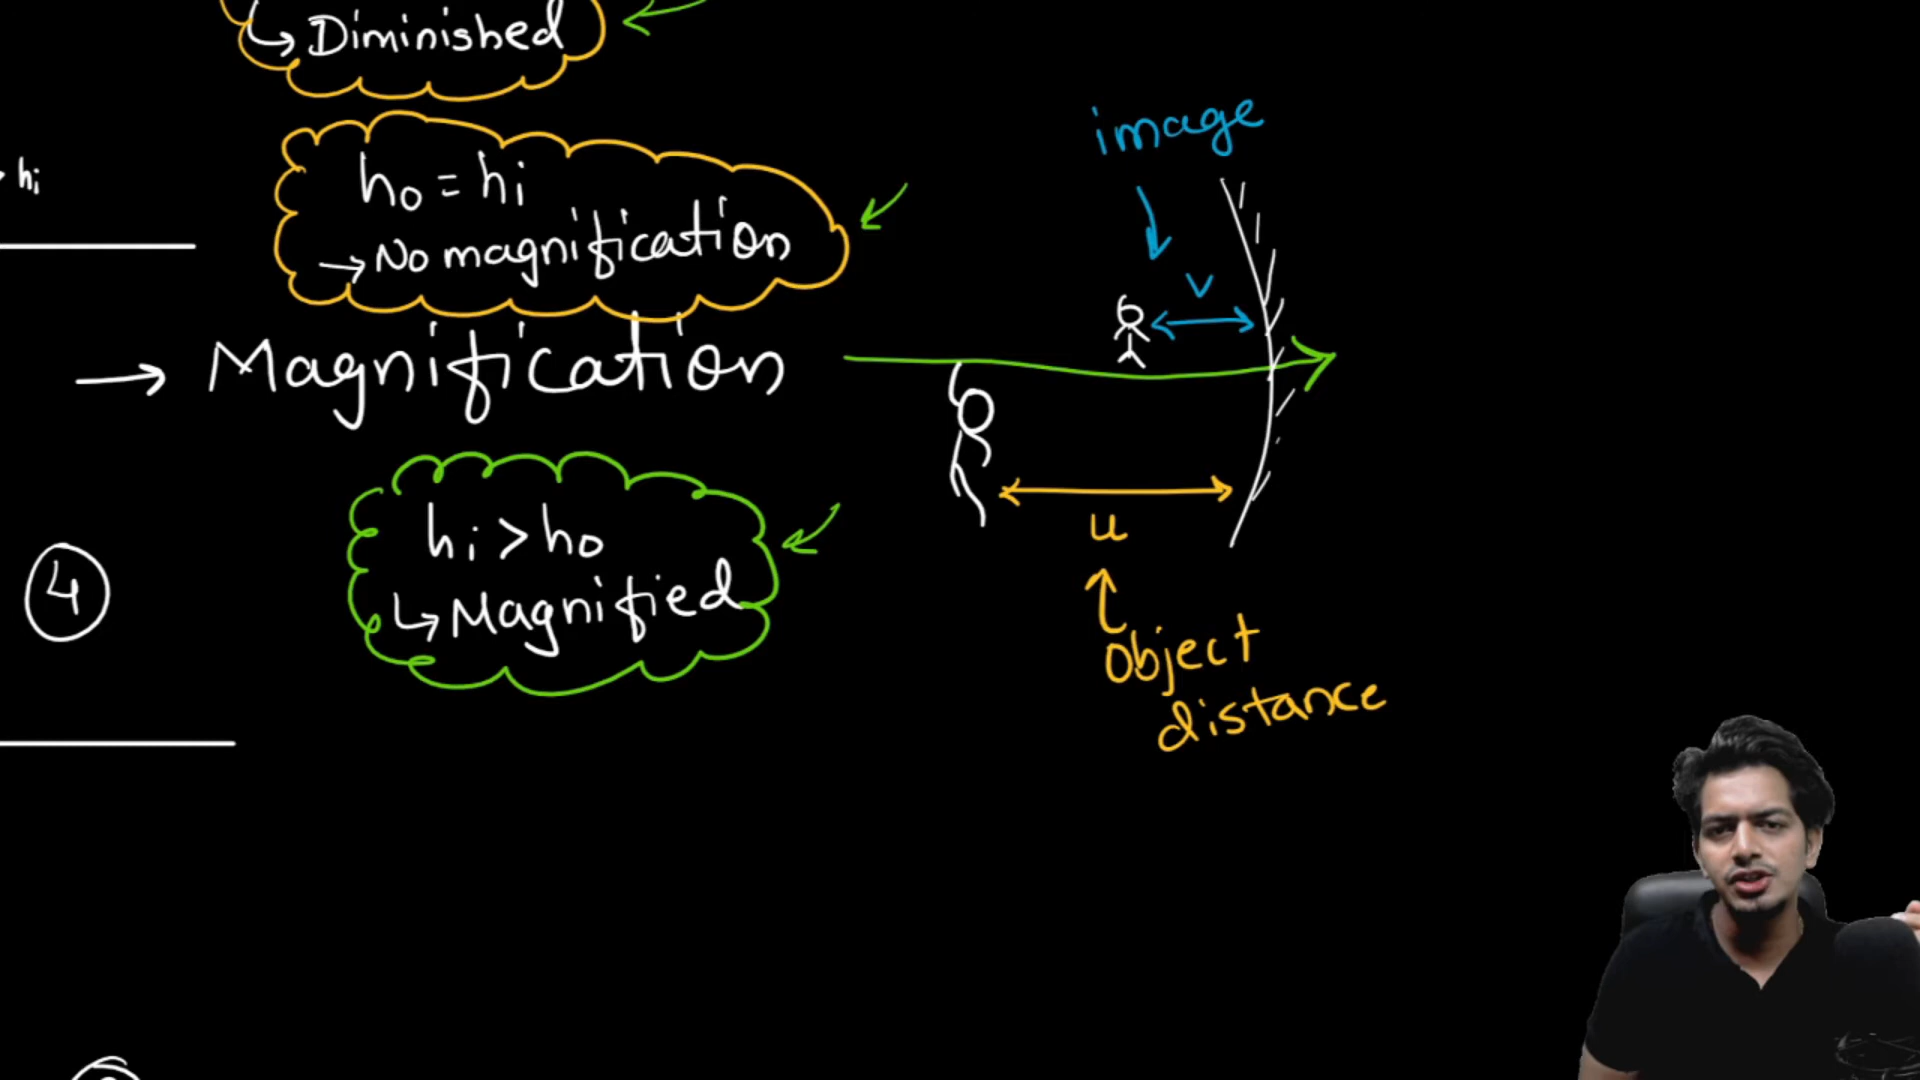 ↳ Diminished
hi
ho = hi
→ No magnification
→ Magnification
4
hi > ho
↳ Magnified
image
v
u
Object
distance